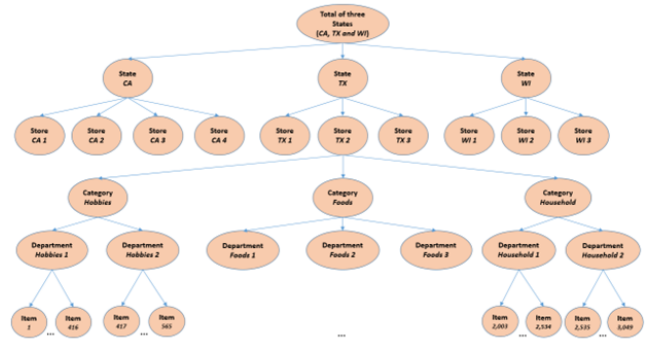 Total of three
States
(CA, TX and WI)
State
CA
State
TX
State
WI
Store
CA 1
Store
CA 2
Store
CA 3
Store
CA 4
Store
TX 1
Store
TX 2
Store
TX 3
Store
WI 1
Store
WI 2
Store
WI 3
Category
Hobbies
Category
Foods
Category
Household
Department
Hobbies 1
Department
Hobbies 2
Department
Foods 1
Department
Foods 2
Department
Foods 3
Department
Household 1
Department
Household 2
Item
1
...
Item
416
Item
417
...
Item
565
...
Item
2,003
...
Item
2,534
Item
2,535
...
Item
3,049